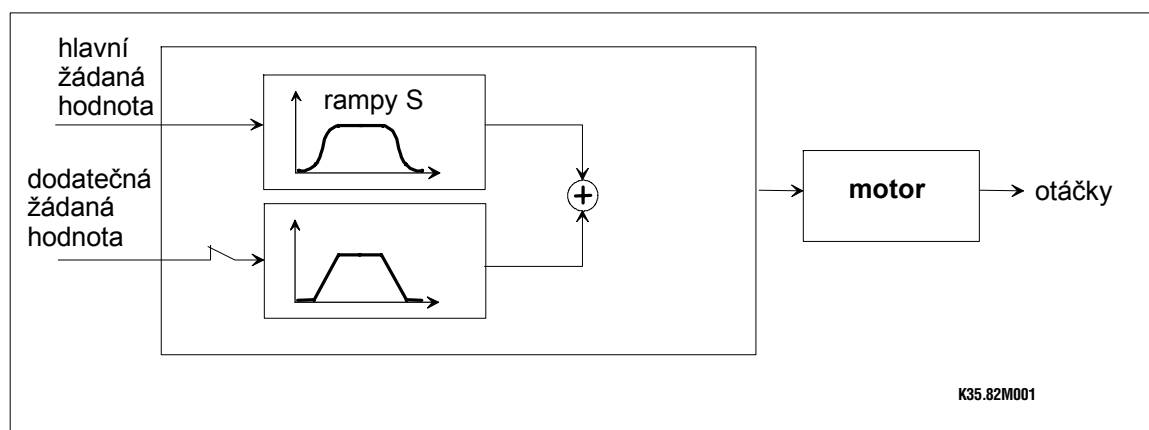 hlavní
žádaná
hodnota
rampy S
dodatečná
žádaná
hodnota
+
motor
otáčky
K35.82M001